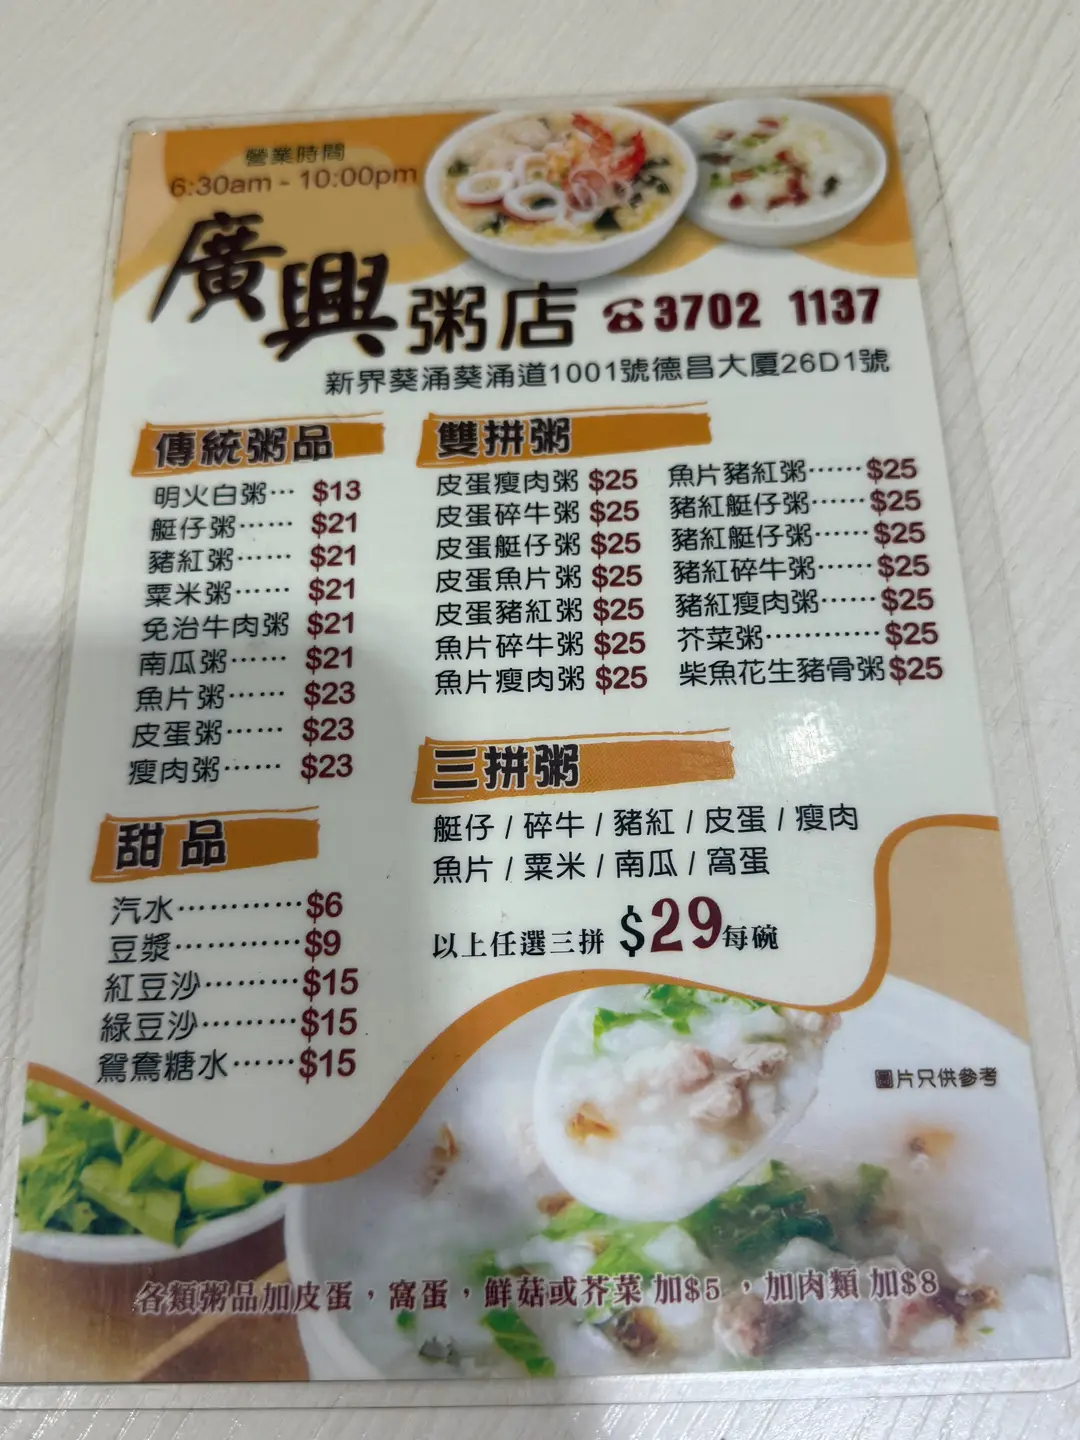 營業時間
6:30am - 10:00pm
廣興粥店 ☎3702 1137
新界葵涌葵涌道1001號德昌大厦26D1號
傳統粥品
明火白粥… $13
艇仔粥…… $21
豬紅粥…… $21
粟米粥…… $21
免治牛肉粥 $21
南瓜粥…… $21
魚片粥…… $23
皮蛋粥…… $23
瘦肉粥…… $23
甜品
汽水………… $6
豆漿………… $9
紅豆沙……… $15
綠豆沙……… $15
鴛鴦糖水…… $15
雙拼粥
皮蛋瘦肉粥 $25
皮蛋碎牛粥 $25
皮蛋艇仔粥 $25
皮蛋魚片粥 $25
皮蛋豬紅粥 $25
魚片碎牛粥 $25
魚片瘦肉粥 $25
魚片豬紅粥…… $25
豬紅艇仔粥…… $25
豬紅艇仔粥…… $25
豬紅碎牛粥…… $25
豬紅瘦肉粥…… $25
芥菜粥………… $25
柴魚花生豬骨粥 $25
三拼粥
艇仔 / 碎牛 / 豬紅 / 皮蛋 / 瘦肉
魚片 / 粟米 / 南瓜 / 窩蛋
以上任選三拼 $29每碗
圖片只供參考
各類粥品加皮蛋，窩蛋，鮮菇或芥菜 加$5 ，加肉類 加$8